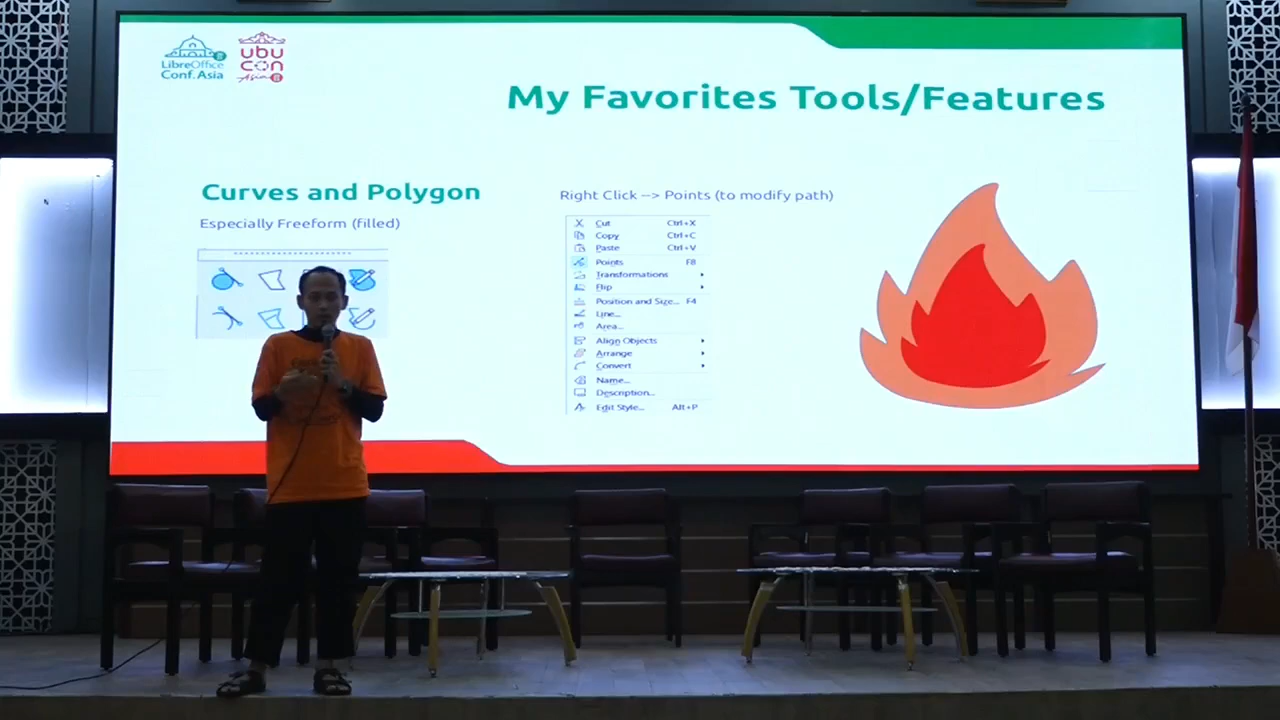 LibreOffice
Conf.Asia
ubu
con
Asia
My Favorites Tools/Features
Curves and Polygon
Especially Freeform (filled)
Right Click --> Points (to modify path)
Cut Ctrl+X
Copy Ctrl+C
Paste Ctrl+V
Points F8
Transformations
Flip
Position and Size... F4
Line...
Area...
Align Objects
Arrange
Convert
Name...
Description...
Edit Style... Alt+P